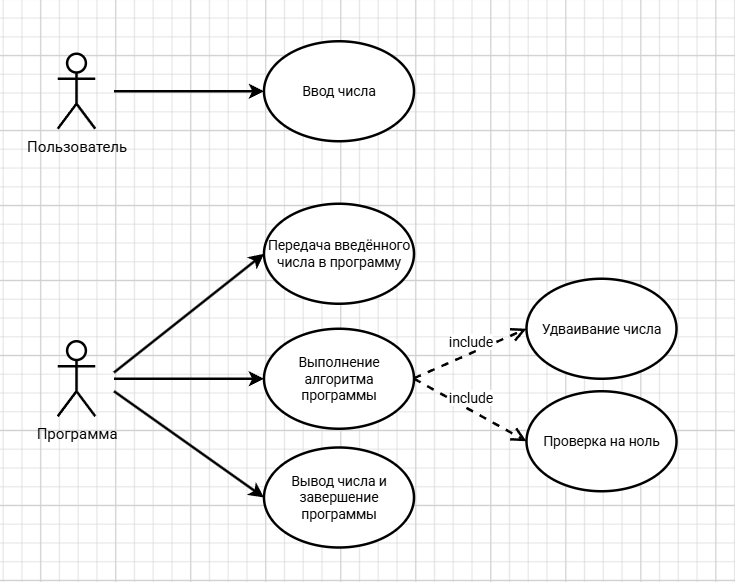 Ввод числа
Пользователь
Передача введённого
числа в программу
Удваивание числа
include
Выполнение
алгоритма
программы
include
Программа
Проверка на ноль
Вывод числа и
завершение
программы